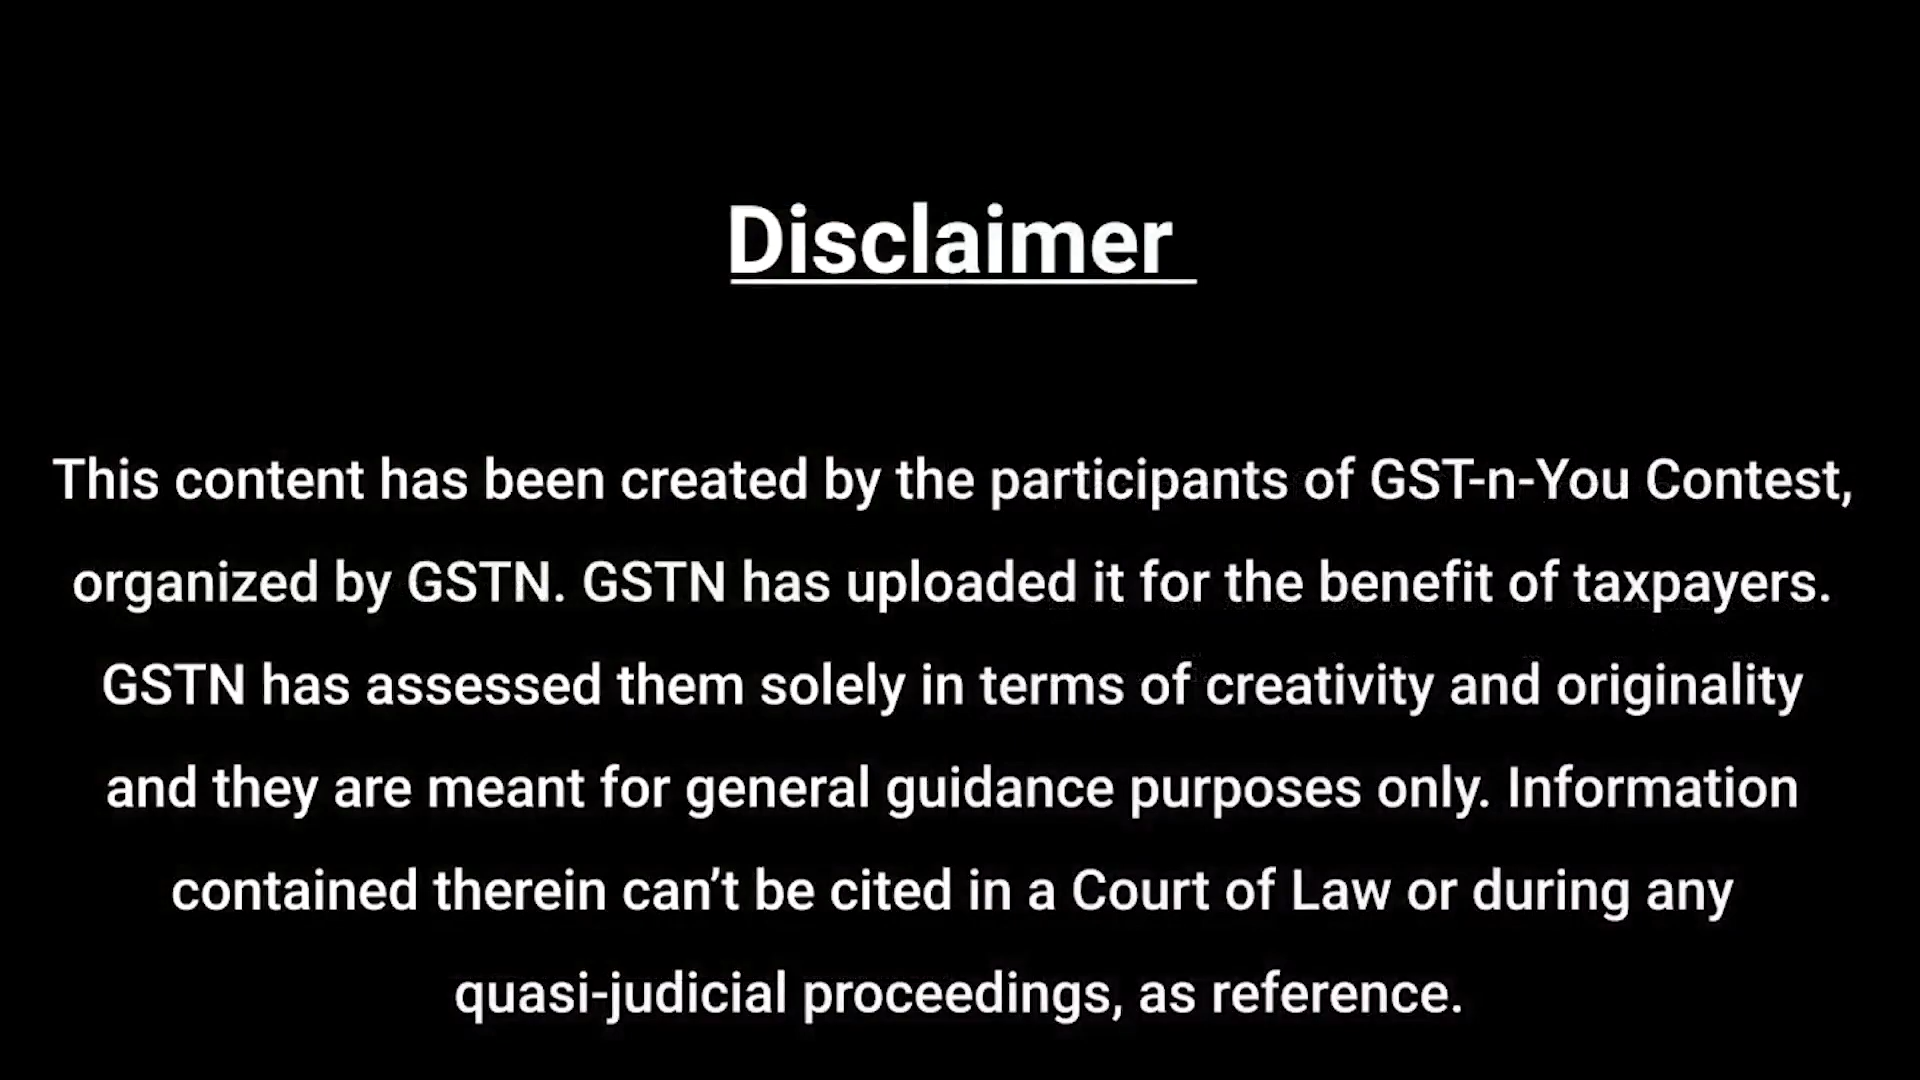 Disclaimer
This content has been created by the participants of GST-n-You Contest,
organized by GSTN. GSTN has uploaded it for the benefit of taxpayers.
GSTN has assessed them solely in terms of creativity and originality
and they are meant for general guidance purposes only. Information
contained therein can’t be cited in a Court of Law or during any
quasi-judicial proceedings, as reference.